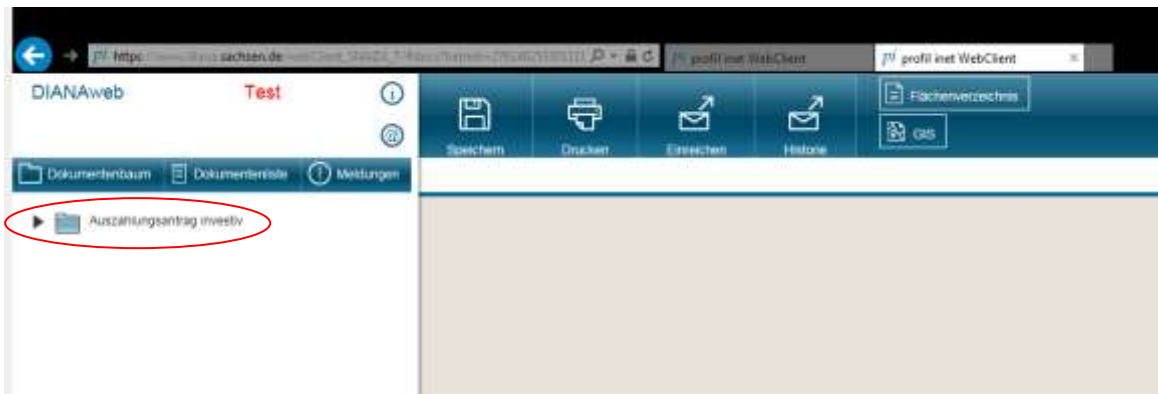 https sachsen.de
profil inet WebClient
profil inet WebClient
DIANAweb Test
Speichern Drucken Einreichen Historie
Flächenverzeichnis
GIS
Dokumentenbaum Dokumentenliste Meldungen
Auszahlungsantrag investiv